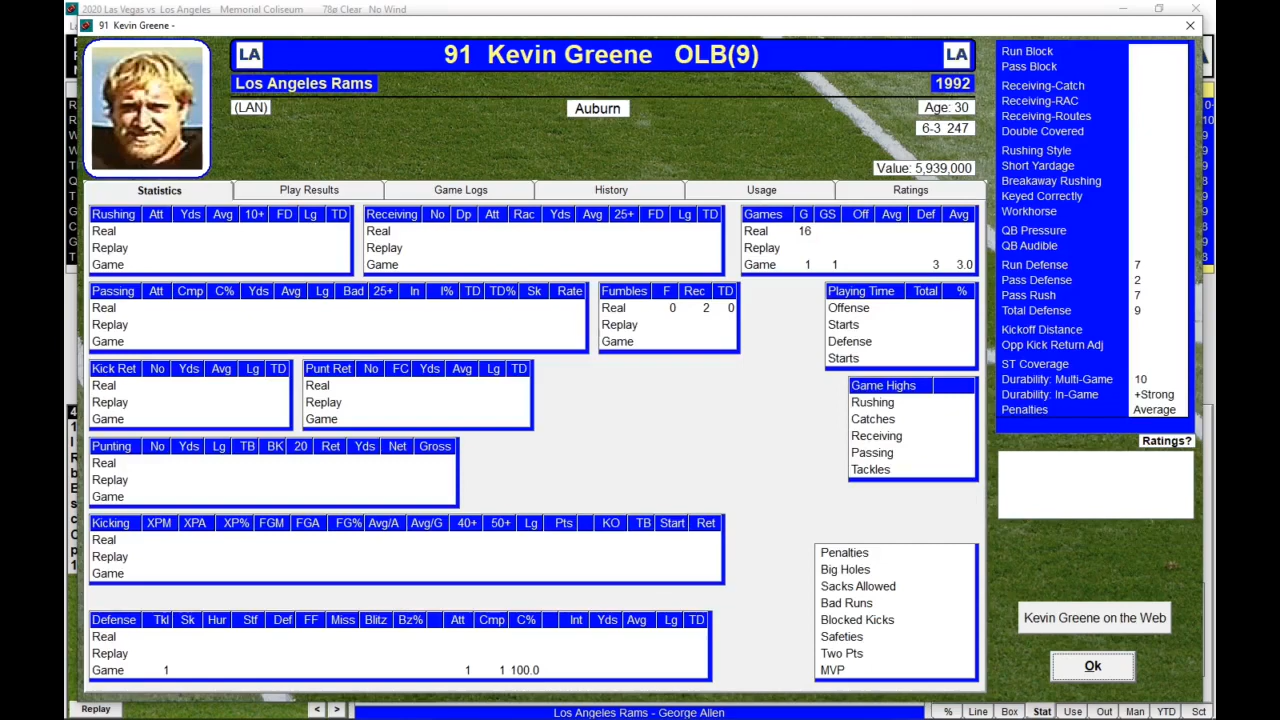 2020 Las Vegas vs Los Angeles Memorial Coliseum 78ø Clear No Wind
91 Kevin Greene -
LA 91 Kevin Greene OLB(9) LA
Los Angeles Rams 1992
(LAN) Auburn Age: 30
6-3 247
Value: 5,939,000
Statistics Play Results Game Logs History Usage Ratings
Rushing Att Yds Avg 10+ FD Lg TD
Real
Replay
Game
Receiving No Dp Att Rac Yds Avg 25+ FD Lg TD
Real
Replay
Game
Games G GS Off Avg Def Avg
Real 16
Replay
Game 1 1 3 3.0
Passing Att Cmp C% Yds Avg Lg Bad 25+ In I% TD TD% Sk Rate
Real
Replay
Game
Fumbles F Rec TD
Real 0 2 0
Replay
Game
Playing Time Total %
Offense
Starts
Defense
Starts
Kick Ret No Yds Avg Lg TD
Real
Replay
Game
Punt Ret No FC Yds Avg Lg TD
Real
Replay
Game
Game Highs
Rushing
Catches
Receiving
Passing
Tackles
Punting No Yds Lg TB BK 20 Ret Yds Net Gross
Real
Replay
Game
Kicking XPM XPA XP% FGM FGA FG% Avg/A Avg/G 40+ 50+ Lg Pts KO TB Start Ret
Real
Replay
Game
Penalties
Big Holes
Sacks Allowed
Bad Runs
Blocked Kicks
Safeties
Two Pts
MVP
Defense Tkl Sk Hur Stf Def FF Miss Blitz Bz% Att Cmp C% Int Yds Avg Lg TD
Real
Replay
Game 1 1 1 100.0
Run Block
Pass Block
Receiving-Catch
Receiving-RAC
Receiving-Routes
Double Covered
Rushing Style
Short Yardage
Breakaway Rushing
Keyed Correctly
Workhorse
QB Pressure
QB Audible
Run Defense 7
Pass Defense 2
Pass Rush 7
Total Defense 9
Kickoff Distance
Opp Kick Return Adj
ST Coverage
Durability: Multi-Game 10
Durability: In-Game +Strong
Penalties Average
Ratings?
Kevin Greene on the Web
Ok
Replay < > Los Angeles Rams - George Allen % Line Box Stat Use Out Man YTD Sct